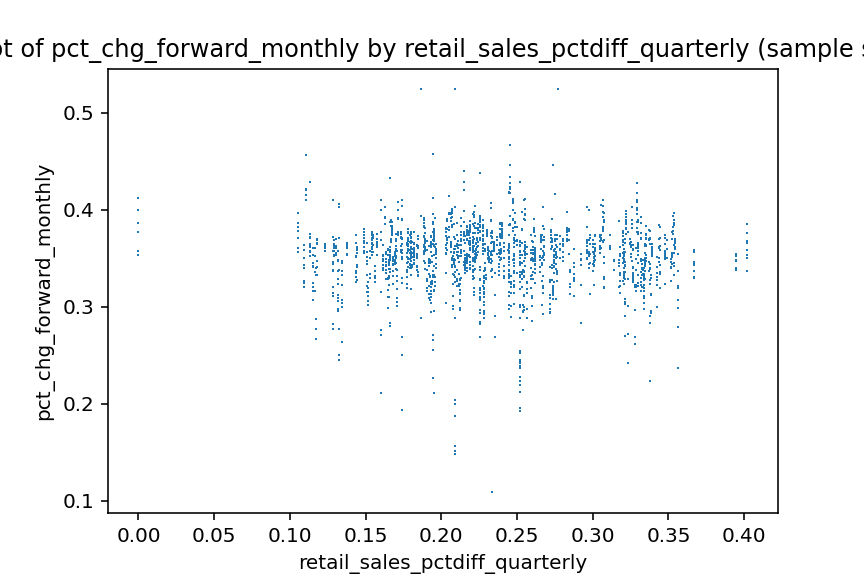 of pct_chg_forward_monthly by retail_sales_pctdiff_quarterly (sample
0.5
0.4
0.3
0.2
0.1
pct_chg_forward_monthly
0.00 0.05 0.10 0.15 0.20 0.25 0.30 0.35 0.40
retail_sales_pctdiff_quarterly